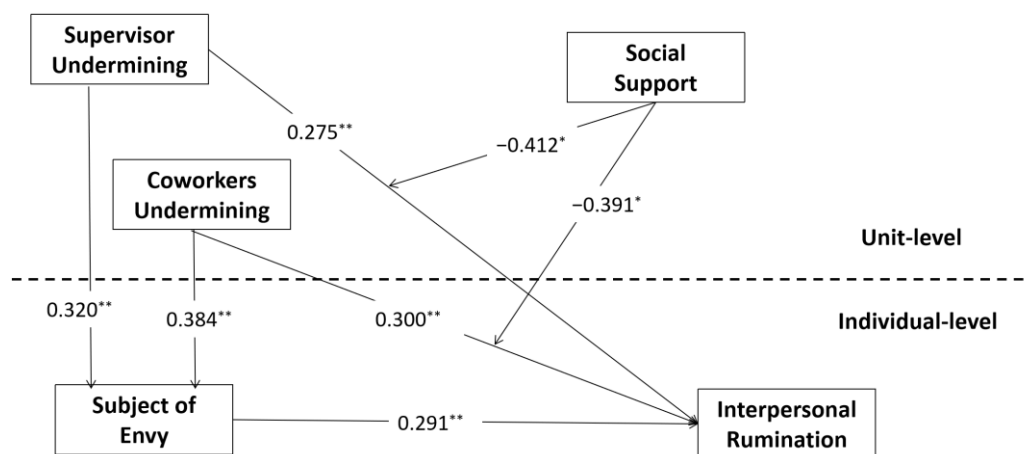 Supervisor
Undermining
Social
Support
0.275**
−0.412*
Coworkers
Undermining
−0.391*
Unit-level
0.320**
0.384**
0.300**
Individual-level
Subject of
Envy
0.291**
Interpersonal
Rumination